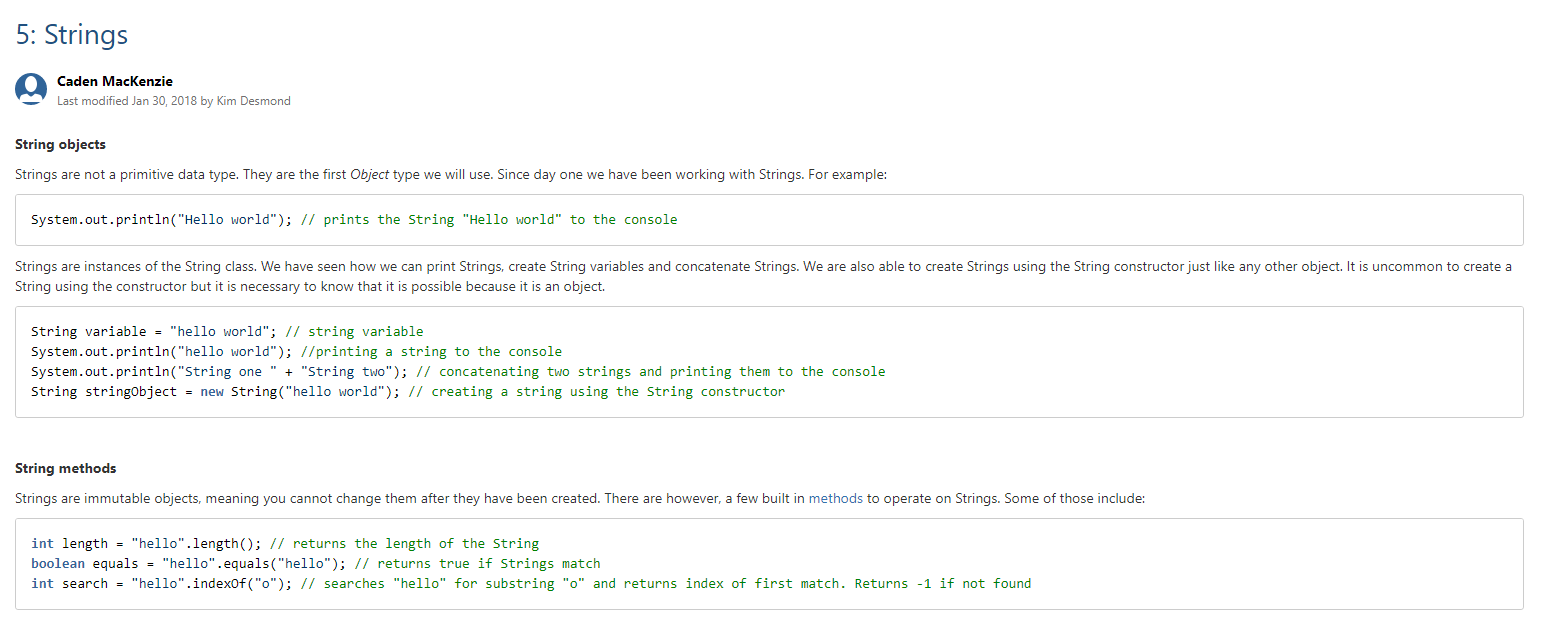 5: Strings
Caden MacKenzie
Last modified Jan 30, 2018 by Kim Desmond
String objects
Strings are not a primitive data type. They are the first Object type we will use. Since day one we have been working with Strings. For example:
System.out.println("Hello world"); // prints the String "Hello world" to the console
Strings are instances of the String class. We have seen how we can print Strings, create String variables and concatenate Strings. We are also able to create Strings using the String constructor just like any other object. It is uncommon to create a
String using the constructor but it is necessary to know that it is possible because it is an object.
String variable = "hello world"; // string variable
System.out.println("hello world"); //printing a string to the console
System.out.println("String one " + "String two"); // concatenating two strings and printing them to the console
String stringObject = new String("hello world"); // creating a string using the String constructor
String methods
Strings are immutable objects, meaning you cannot change them after they have been created. There are however, a few built in methods to operate on Strings. Some of those include:
int length = "hello".length(); // returns the length of the String
boolean equals = "hello".equals("hello"); // returns true if Strings match
int search = "hello".indexOf("o"); // searches "hello" for substring "o" and returns index of first match. Returns -1 if not found